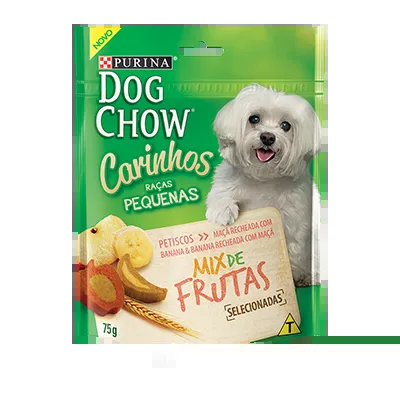 NOVO
PURINA
DOG
CHOW
Carinhos
RAÇAS
PEQUENAS
PETISCOS >> MAÇÃ RECHEADA COM
BANANA & BANANA RECHEADA COM MAÇÃ
MIX DE
FRUTAS
SELECIONADAS
75g
T